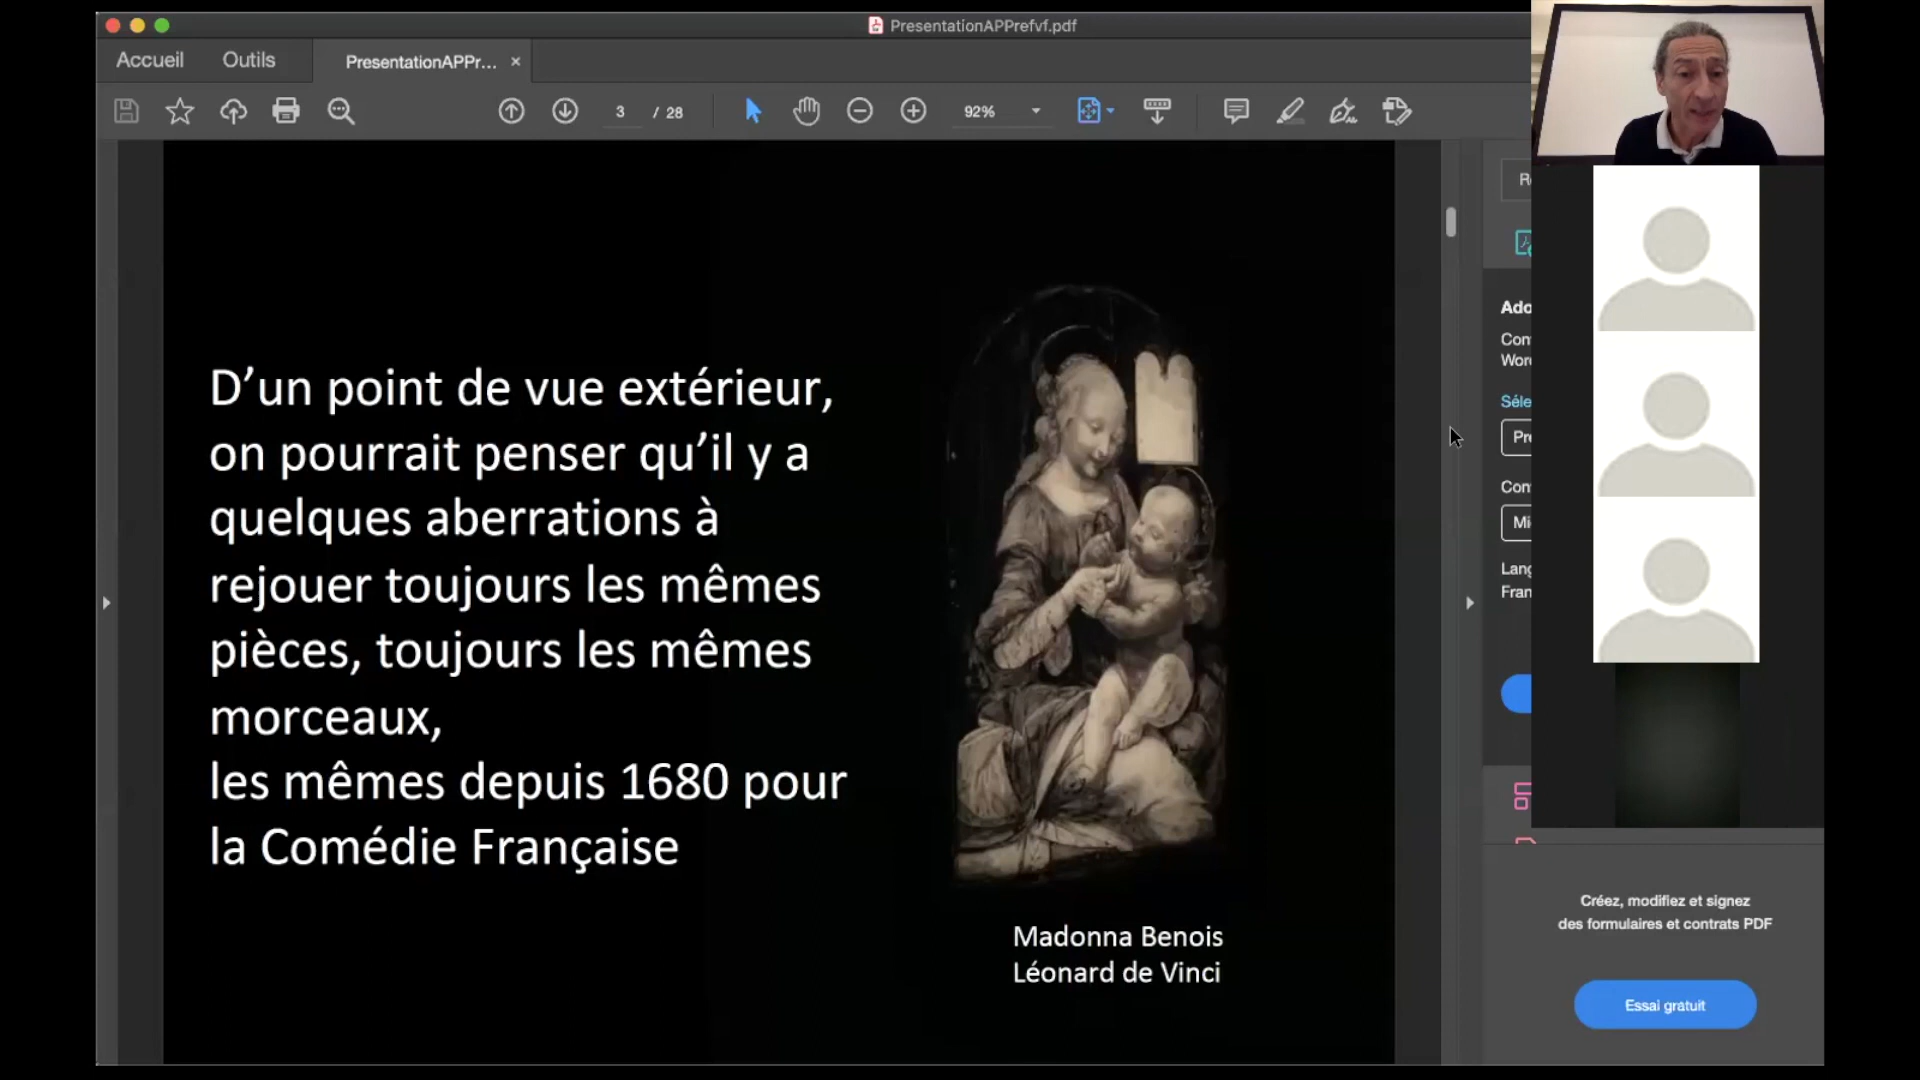 PresentationAPPrefvf.pdf
Accueil
Outils
PresentationAPPr...
3 / 28
92%
D’un point de vue extérieur,
on pourrait penser qu’il y a
quelques aberrations à
rejouer toujours les mêmes
pièces, toujours les mêmes
morceaux,
les mêmes depuis 1680 pour
la Comédie Française
Madonna Benois
Léonard de Vinci
Créez, modifiez et signez
des formulaires et contrats PDF
Essai gratuit